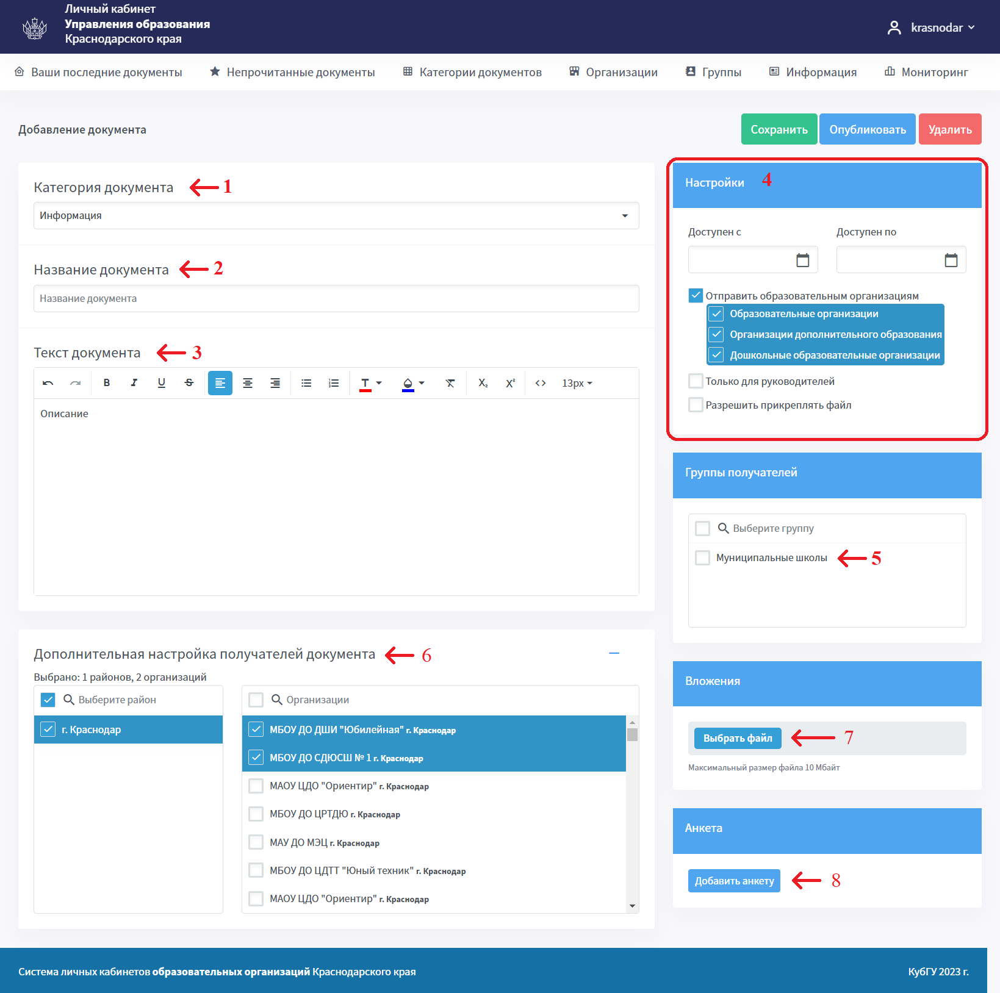 Личный кабинет
Управления образования
Краснодарского края
krasnodar
Ваши последние документы
Непрочитанные документы
Категории документов
Организации
Группы
Информация
Мониторинг
Добавление документа
Сохранить
Опубликовать
Удалить
Категория документа 1
Информация
Название документа 2
Название документа
Текст документа 3
B I U S T X₂ X² <> 13px
Описание
Настройки 4
Доступен с
Доступен по
Отправить образовательным организациям
Образовательные организации
Организации дополнительного образования
Дошкольные образовательные организации
Только для руководителей
Разрешить прикреплять файл
Группы получателей
Выберите группу
Муниципальные школы 5
Дополнительная настройка получателей документа 6
Выбрано: 1 районов, 2 организаций
Выберите район
г. Краснодар
Организации
МБОУ ДО ДШИ "Юбилейная" г. Краснодар
МБОУ ДО СДЮСШ № 1 г. Краснодар
МАОУ ЦДО "Ориентир" г. Краснодар
МБОУ ДО ЦРТДЮ г. Краснодар
МАУ ДО МЭЦ г. Краснодар
МБОУ ДО ЦДТТ "Юный техник" г. Краснодар
МАОУ ЦДО "Ориентир" г. Краснодар
Вложения
Выбрать файл 7
Максимальный размер файла 10 Мбайт
Анкета
Добавить анкету 8
Система личных кабинетов образовательных организаций Краснодарского края
КубГУ 2023 г.